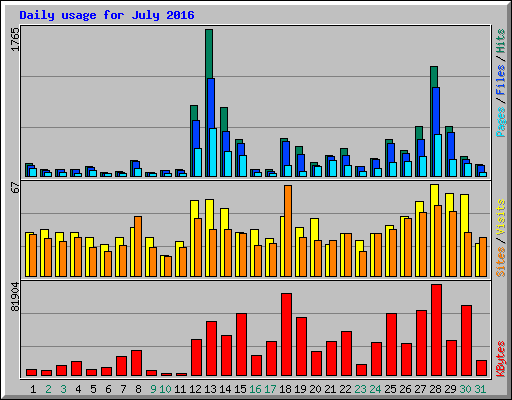 Daily usage for July 2016
1765
Pages / Files / Hits
67
Sites / Visits
81904
KBytes
1 2 3 4 5 6 7 8 9 10 11 12 13 14 15 16 17 18 19 20 21 22 23 24 25 26 27 28 29 30 31